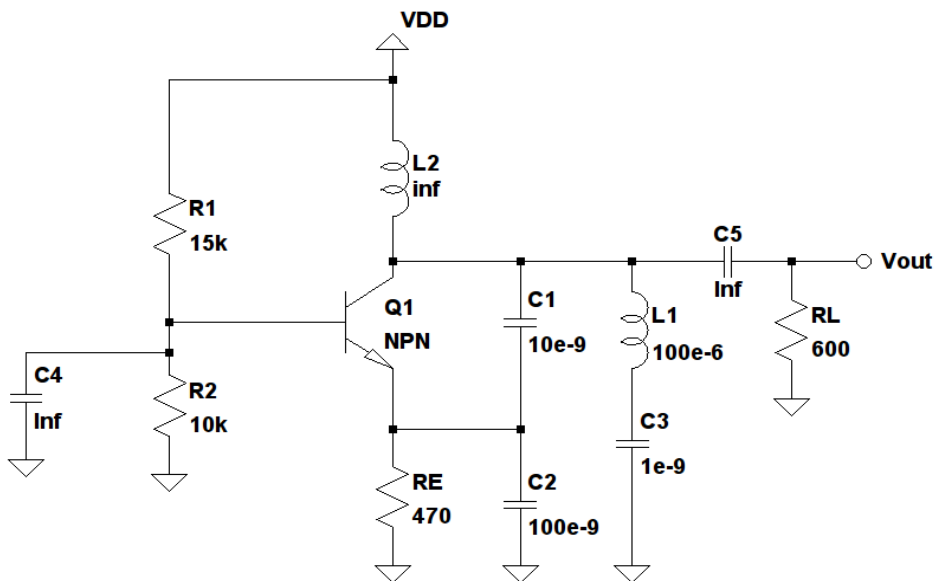 VDD
L2
inf
R1
15k
C5
Inf
Vout
Q1
NPN
C1
10e-9
L1
100e-6
RL
600
C4
Inf
R2
10k
C3
1e-9
RE
470
C2
100e-9